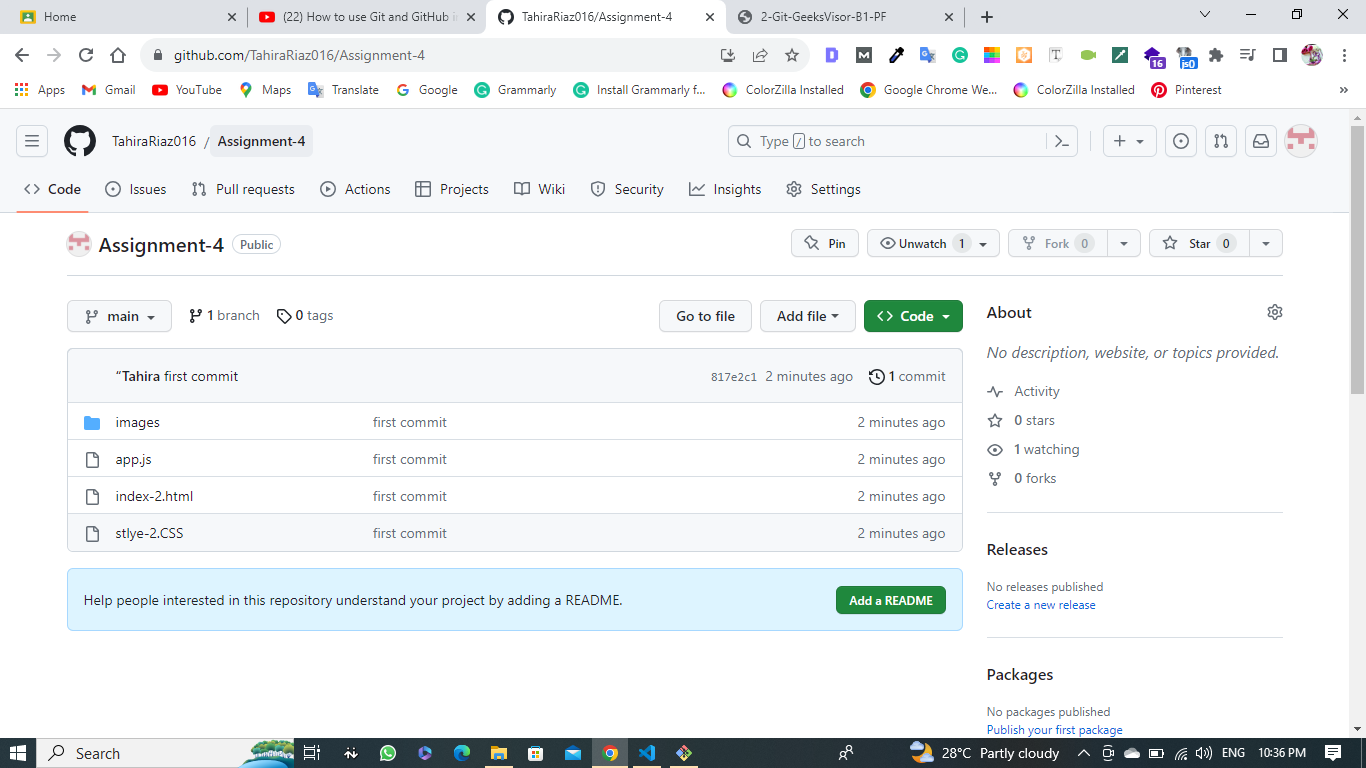 Home
(22) How to use Git and GitHub i
TahiraRiaz016/Assignment-4
2-Git-GeeksVisor-B1-PF
github.com/TahiraRiaz016/Assignment-4
16
js0
Apps
Gmail
YouTube
Maps
Translate
Google
Grammarly
Install Grammarly f...
ColorZilla Installed
Google Chrome We...
ColorZilla Installed
Pinterest
TahiraRiaz016 / Assignment-4
Type / to search
Code
Issues
Pull requests
Actions
Projects
Wiki
Security
Insights
Settings
Assignment-4 Public
Pin
Unwatch 1
Fork 0
Star 0
main
1 branch
0 tags
Go to file
Add file
Code
“Tahira first commit
817e2c1 2 minutes ago
1 commit
images first commit 2 minutes ago
app.js first commit 2 minutes ago
index-2.html first commit 2 minutes ago
stlye-2.CSS first commit 2 minutes ago
Help people interested in this repository understand your project by adding a README.
Add a README
About
No description, website, or topics provided.
Activity
0 stars
1 watching
0 forks
Releases
No releases published
Create a new release
Packages
No packages published
Publish your first package
Search
28°C Partly cloudy
ENG
10:36 PM